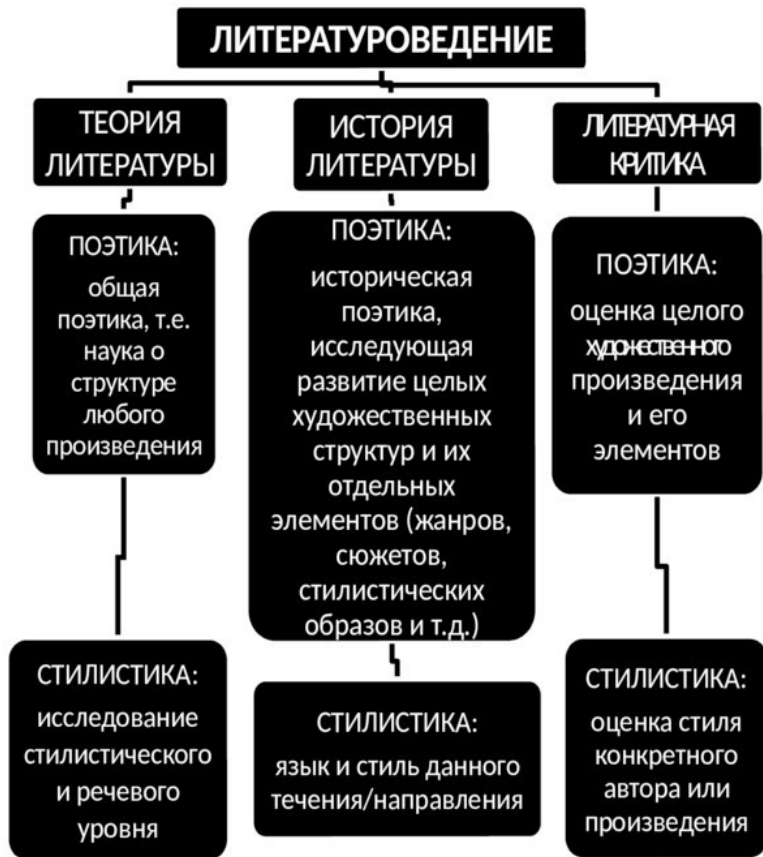 ЛИТЕРАТУРОВЕДЕНИЕ
ТЕОРИЯ
ЛИТЕРАТУРЫ
ИСТОРИЯ
ЛИТЕРАТУРЫ
ЛИТЕРАТУРНАЯ
КРИТИКА
ПОЭТИКА:
общая
поэтика, т.е.
наука о
структуре
любого
произведения
ПОЭТИКА:
историческая
поэтика,
исследующая
развитие целых
художественных
структур и их
отдельных
элементов (жанров,
сюжетов,
стилистических
образов и т.д.)
ПОЭТИКА:
оценка целого
художественного
произведения
и его
элементов
СТИЛИСТИКА:
исследование
стилистического
и речевого
уровня
СТИЛИСТИКА:
язык и стиль данного
течения/направления
СТИЛИСТИКА:
оценка стиля
конкретного
автора или
произведения